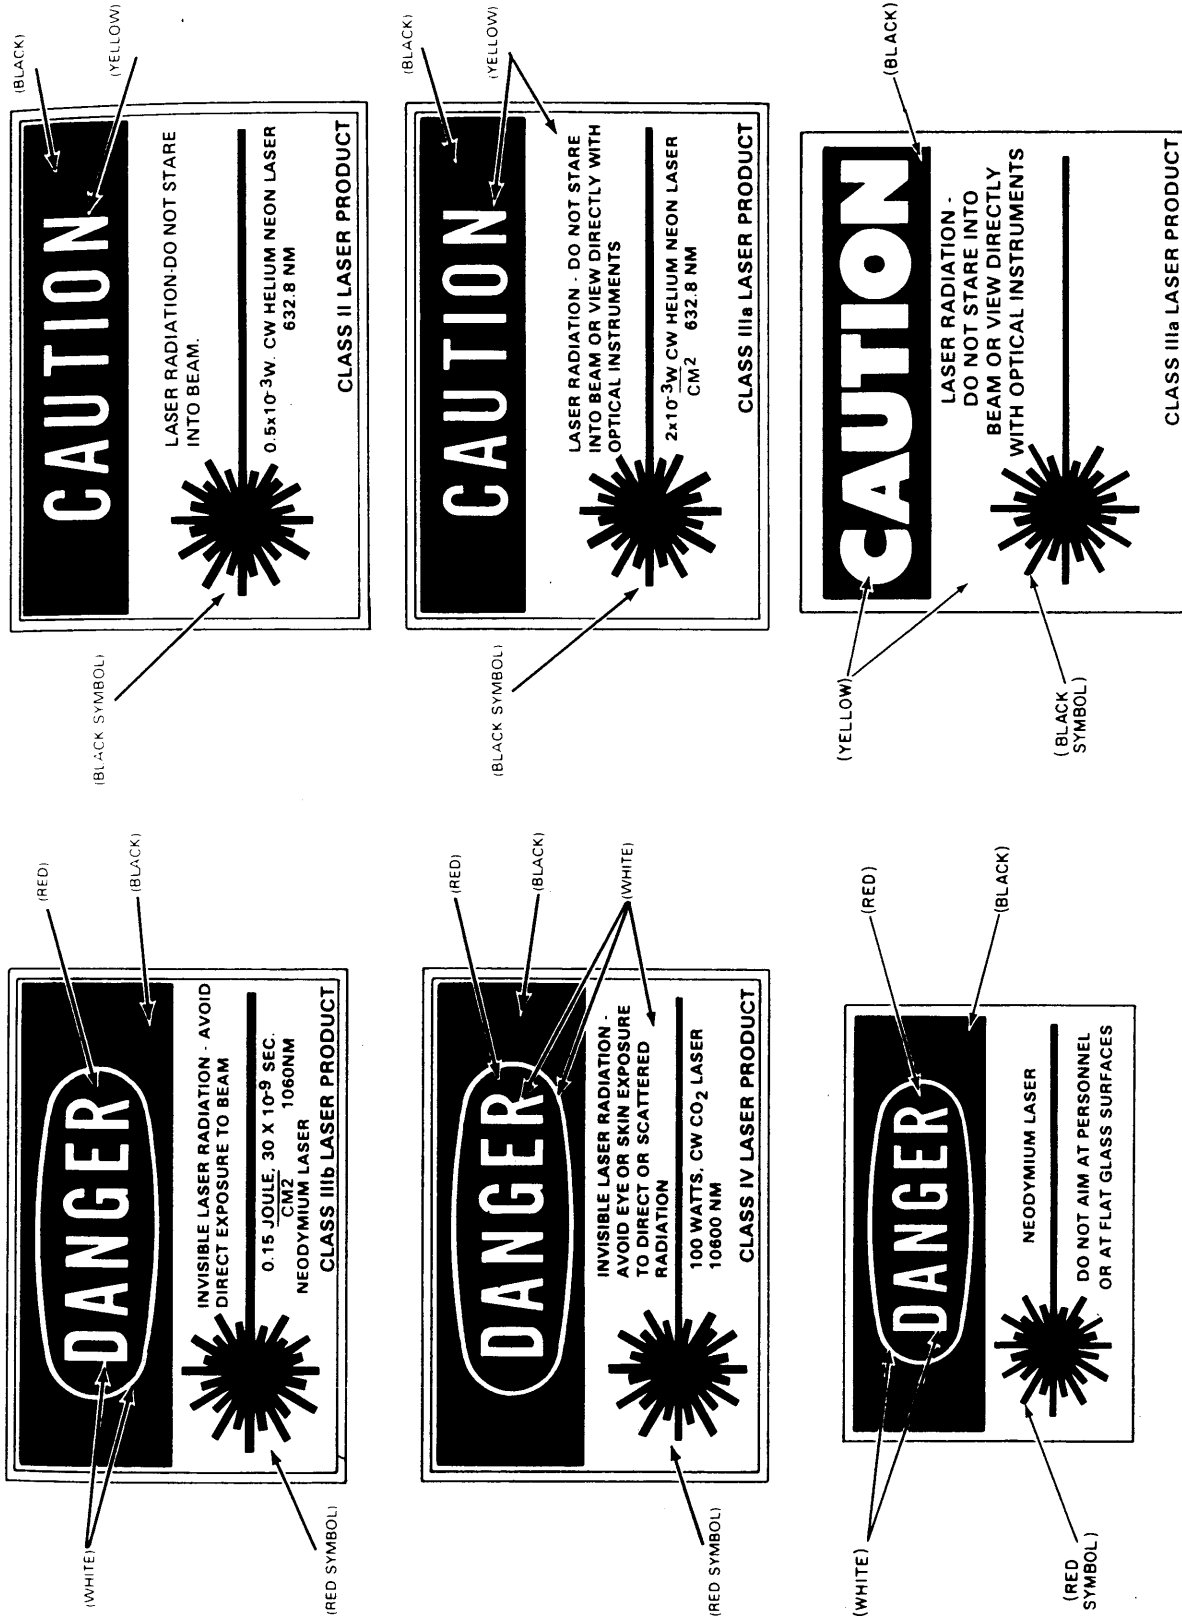 (WHITE)
(RED)
(BLACK)
DANGER
INVISIBLE LASER RADIATION - AVOID
DIRECT EXPOSURE TO BEAM
0.15 JOULE, 30 X 10-9 SEC.
CM2 1060NM
NEODYMIUM LASER
CLASS IIIb LASER PRODUCT
(RED SYMBOL)
(BLACK)
(YELLOW)
CAUTION
LASER RADIATION-DO NOT STARE
INTO BEAM.
0.5x10-3W. CW HELIUM NEON LASER
632.8 NM
CLASS II LASER PRODUCT
(BLACK SYMBOL)
(RED)
(BLACK)
(WHITE)
DANGER
INVISIBLE LASER RADIATION -
AVOID EYE OR SKIN EXPOSURE
TO DIRECT OR SCATTERED
RADIATION
100 WATTS, CW CO2 LASER
10600 NM
CLASS IV LASER PRODUCT
(RED SYMBOL)
(BLACK)
(YELLOW)
CAUTION
LASER RADIATION - DO NOT STARE
INTO BEAM OR VIEW DIRECTLY WITH
OPTICAL INSTRUMENTS
2x10-3W CW HELIUM NEON LASER
CM2 632.8 NM
CLASS IIIa LASER PRODUCT
(BLACK SYMBOL)
(WHITE)
(RED)
(BLACK)
DANGER
NEODYMIUM LASER
DO NOT AIM AT PERSONNEL
OR AT FLAT GLASS SURFACES
(RED
SYMBOL)
(YELLOW)
(BLACK)
CAUTION
LASER RADIATION -
DO NOT STARE INTO
BEAM OR VIEW DIRECTLY
WITH OPTICAL INSTRUMENTS
CLASS IIIa LASER PRODUCT
(BLACK
SYMBOL)